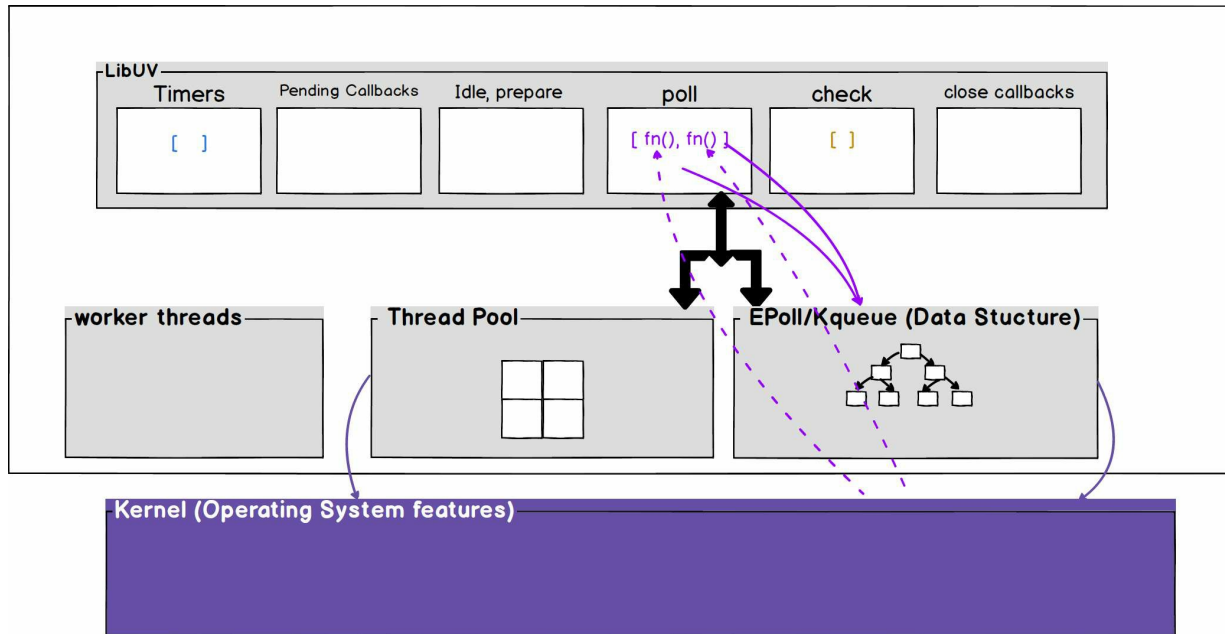 LibUV
Timers
Pending Callbacks
Idle, prepare
poll
check
close callbacks
[ ]
[ fn(), fn() ]
[ ]
worker threads
Thread Pool
EPoll/Kqueue (Data Stucture)
Kernel (Operating System features)